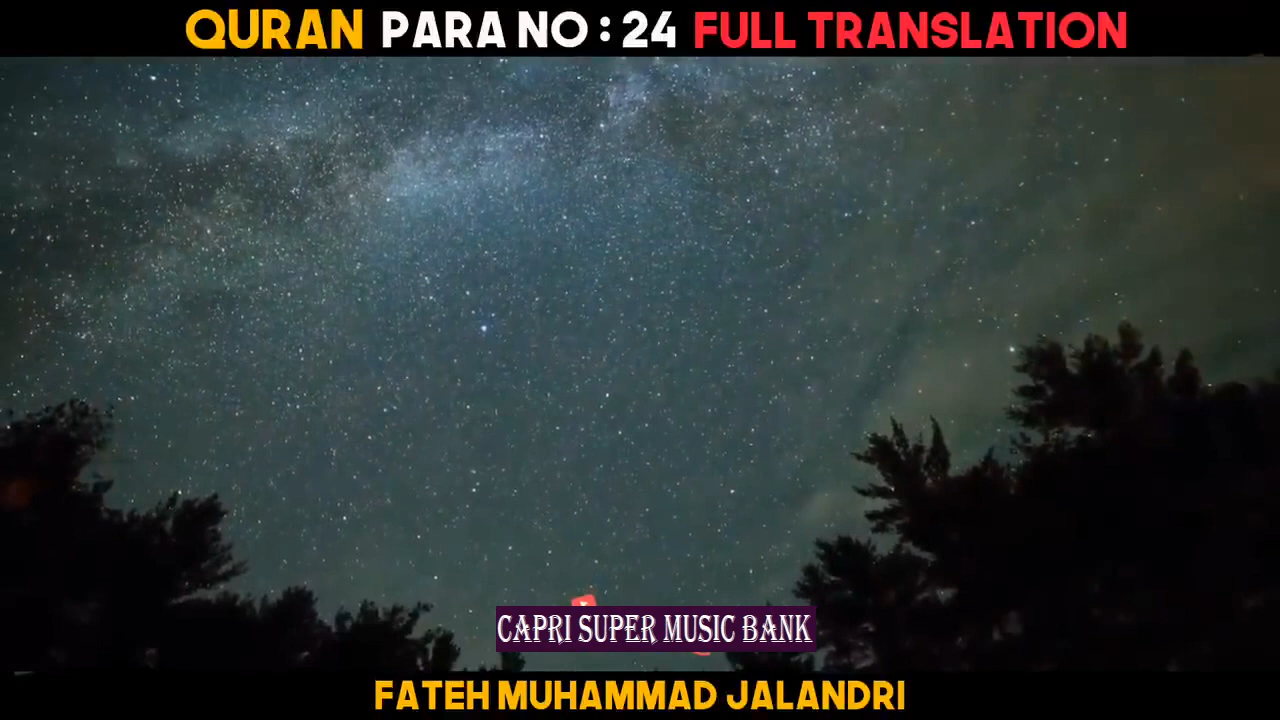 QURAN PARA NO : 24 FULL TRANSLATION
CAPRI SUPER MUSIC BANK
FATEH MUHAMMAD JALANDRI